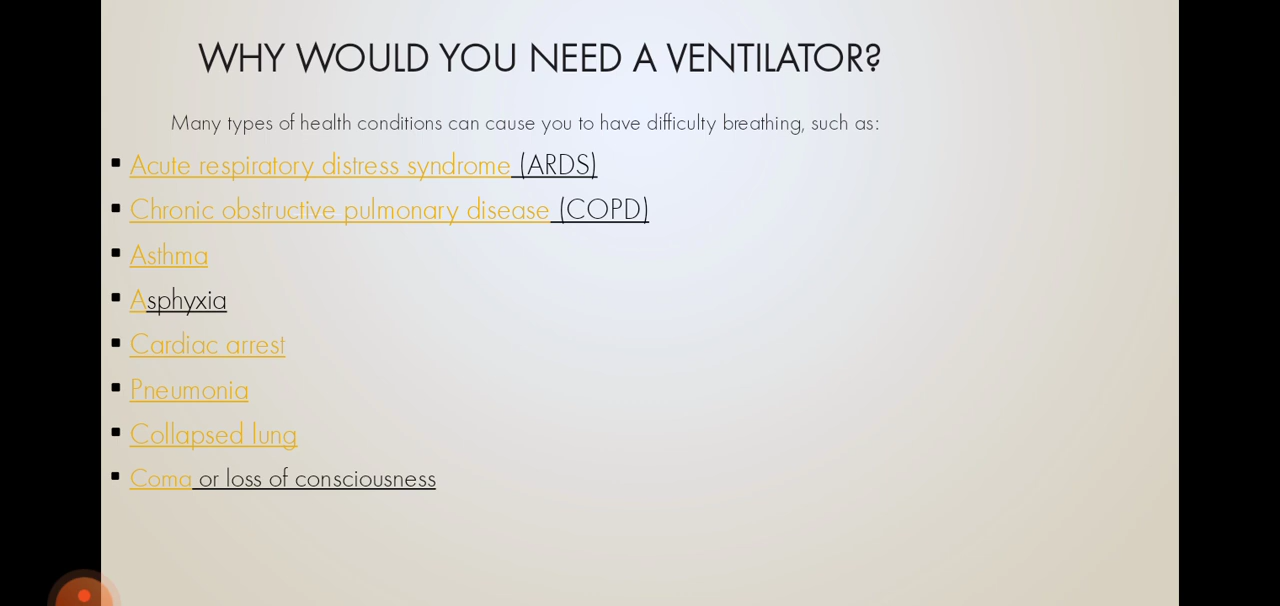 WHY WOULD YOU NEED A VENTILATOR?
Many types of health conditions can cause you to have difficulty breathing, such as:
▪ Acute respiratory distress syndrome (ARDS)
▪ Chronic obstructive pulmonary disease (COPD)
▪ Asthma
▪ Asphyxia
▪ Cardiac arrest
▪ Pneumonia
▪ Collapsed lung
▪ Coma or loss of consciousness